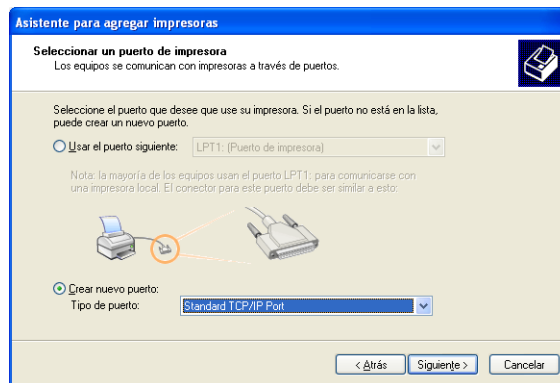 Asistente para agregar impresoras
Seleccionar un puerto de impresora
Los equipos se comunican con impresoras a través de puertos.
Seleccione el puerto que desee que use su impresora. Si el puerto no está en la lista,
puede crear un nuevo puerto.
Usar el puerto siguiente: LPT1: (Puerto de impresora)
Nota: la mayoría de los equipos usan el puerto LPT1: para comunicarse con
una impresora local. El conector para este puerto debe ser similar a esto:
Crear nuevo puerto:
Tipo de puerto: Standard TCP/IP Port
< Atrás Siguiente > Cancelar